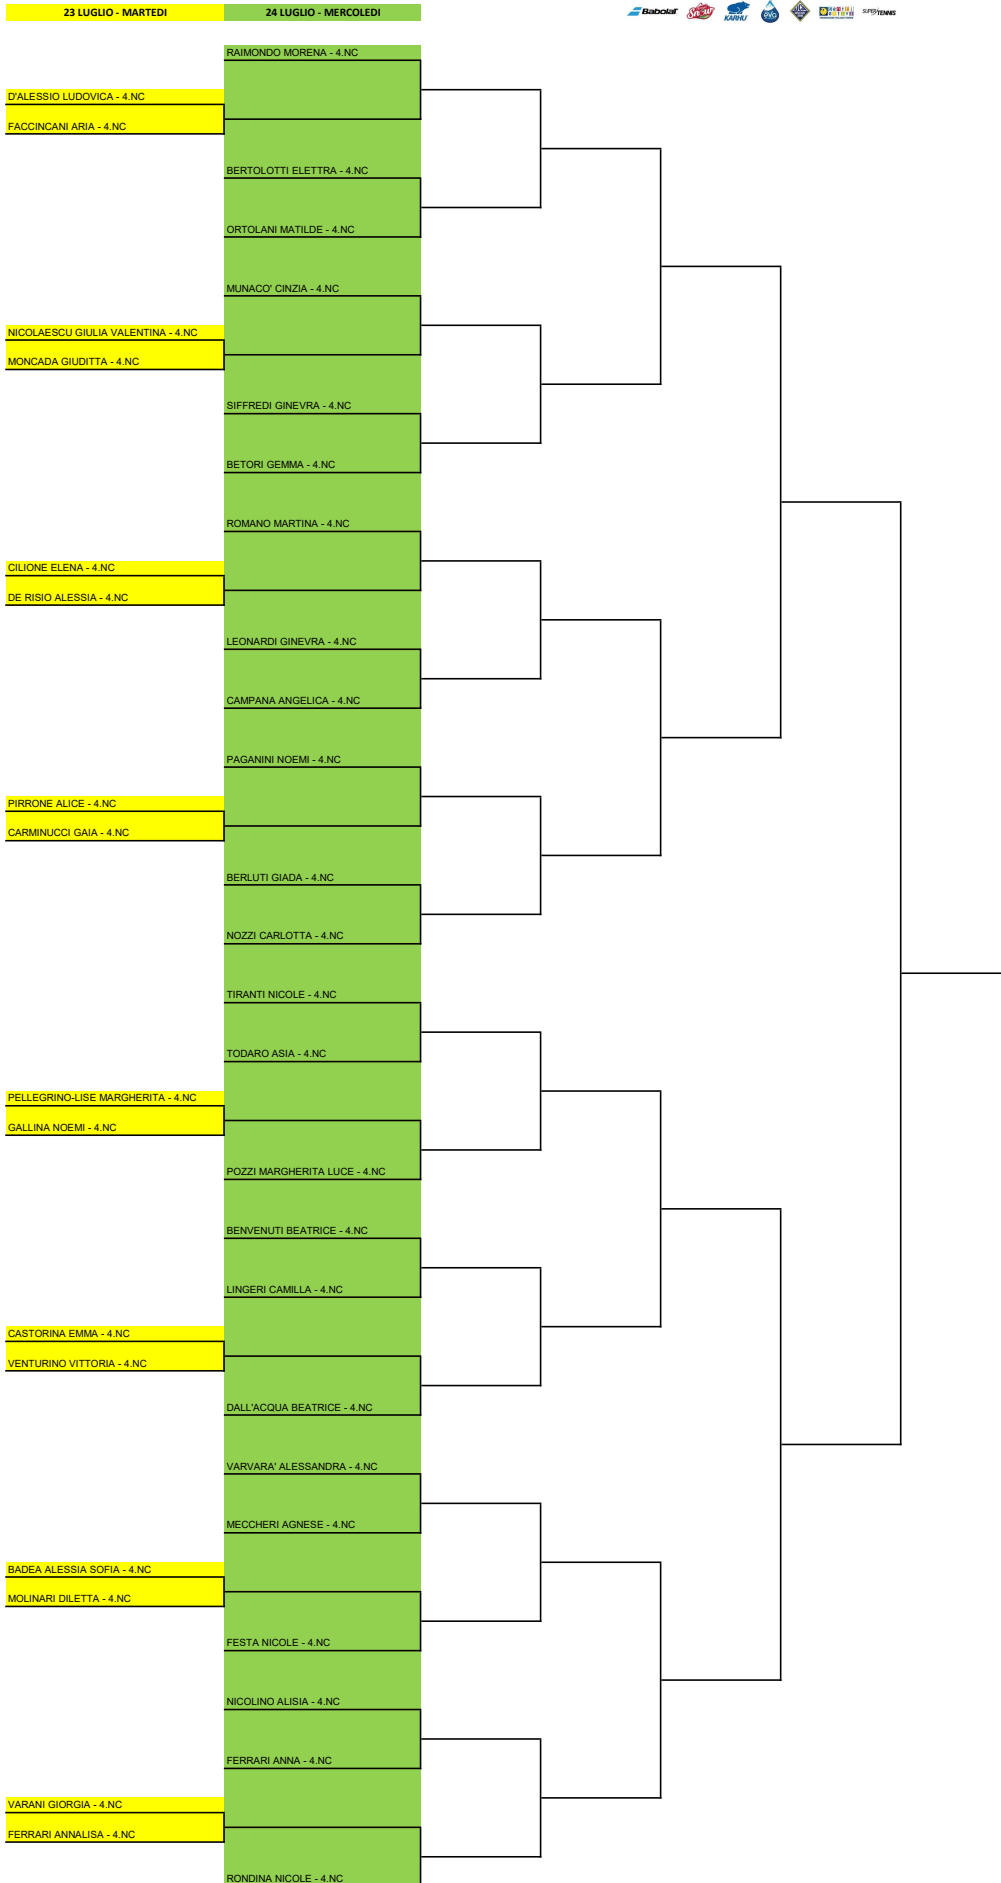 23 LUGLIO - MARTEDI
24 LUGLIO - MERCOLEDI
Babolat
KARHU
eva
SUPERTENNIS
RAIMONDO MORENA - 4.NC
D'ALESSIO LUDOVICA - 4.NC
FACCINCANI ARIA - 4.NC
BERTOLOTTI ELETTRA - 4.NC
ORTOLANI MATILDE - 4.NC
MUNACO' CINZIA - 4.NC
NICOLAESCU GIULIA VALENTINA - 4.NC
MONCADA GIUDITTA - 4.NC
SIFFREDI GINEVRA - 4.NC
BETORI GEMMA - 4.NC
ROMANO MARTINA - 4.NC
CILIONE ELENA - 4.NC
DE RISIO ALESSIA - 4.NC
LEONARDI GINEVRA - 4.NC
CAMPANA ANGELICA - 4.NC
PAGANINI NOEMI - 4.NC
PIRRONE ALICE - 4.NC
CARMINUCCI GAIA - 4.NC
BERLUTI GIADA - 4.NC
NOZZI CARLOTTA - 4.NC
TIRANTI NICOLE - 4.NC
TODARO ASIA - 4.NC
PELLEGRINO-LISE MARGHERITA - 4.NC
GALLINA NOEMI - 4.NC
POZZI MARGHERITA LUCE - 4.NC
BENVENUTI BEATRICE - 4.NC
LINGERI CAMILLA - 4.NC
CASTORINA EMMA - 4.NC
VENTURINO VITTORIA - 4.NC
DALL'ACQUA BEATRICE - 4.NC
VARVARA' ALESSANDRA - 4.NC
MECCHERI AGNESE - 4.NC
BADEA ALESSIA SOFIA - 4.NC
MOLINARI DILETTA - 4.NC
FESTA NICOLE - 4.NC
NICOLINO ALISIA - 4.NC
FERRARI ANNA - 4.NC
VARANI GIORGIA - 4.NC
FERRARI ANNALISA - 4.NC
RONDINA NICOLE - 4.NC